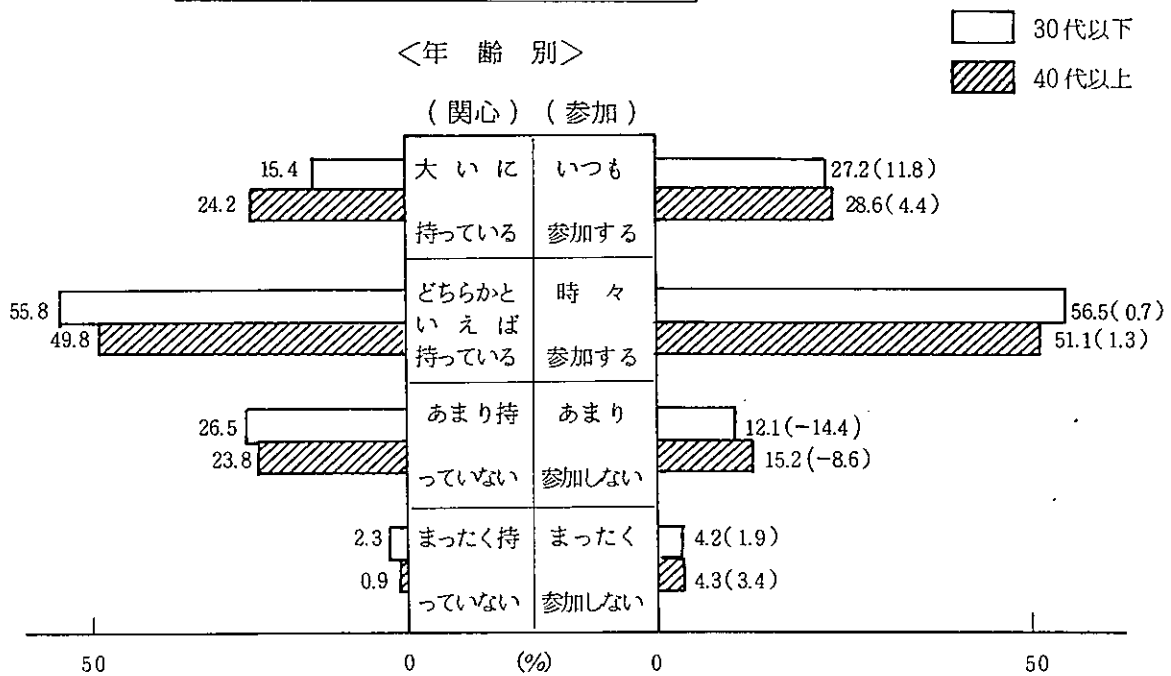 <年齢別>
30代以下
40代以上
(関心) (参加)
15.4 大いに いつも 27.2(11.8)
24.2 28.6(4.4)
持っている 参加する
どちらかと 時々
55.8 いえば 56.5(0.7)
49.8 持っている 参加する 51.1(1.3)
26.5 あまり持 あまり 12.1(-14.4)
23.8 15.2(-8.6)
っていない 参加しない
2.3 まったく持 まったく 4.2(1.9)
0.9 4.3(3.4)
っていない 参加しない
50 0 (%) 0 50